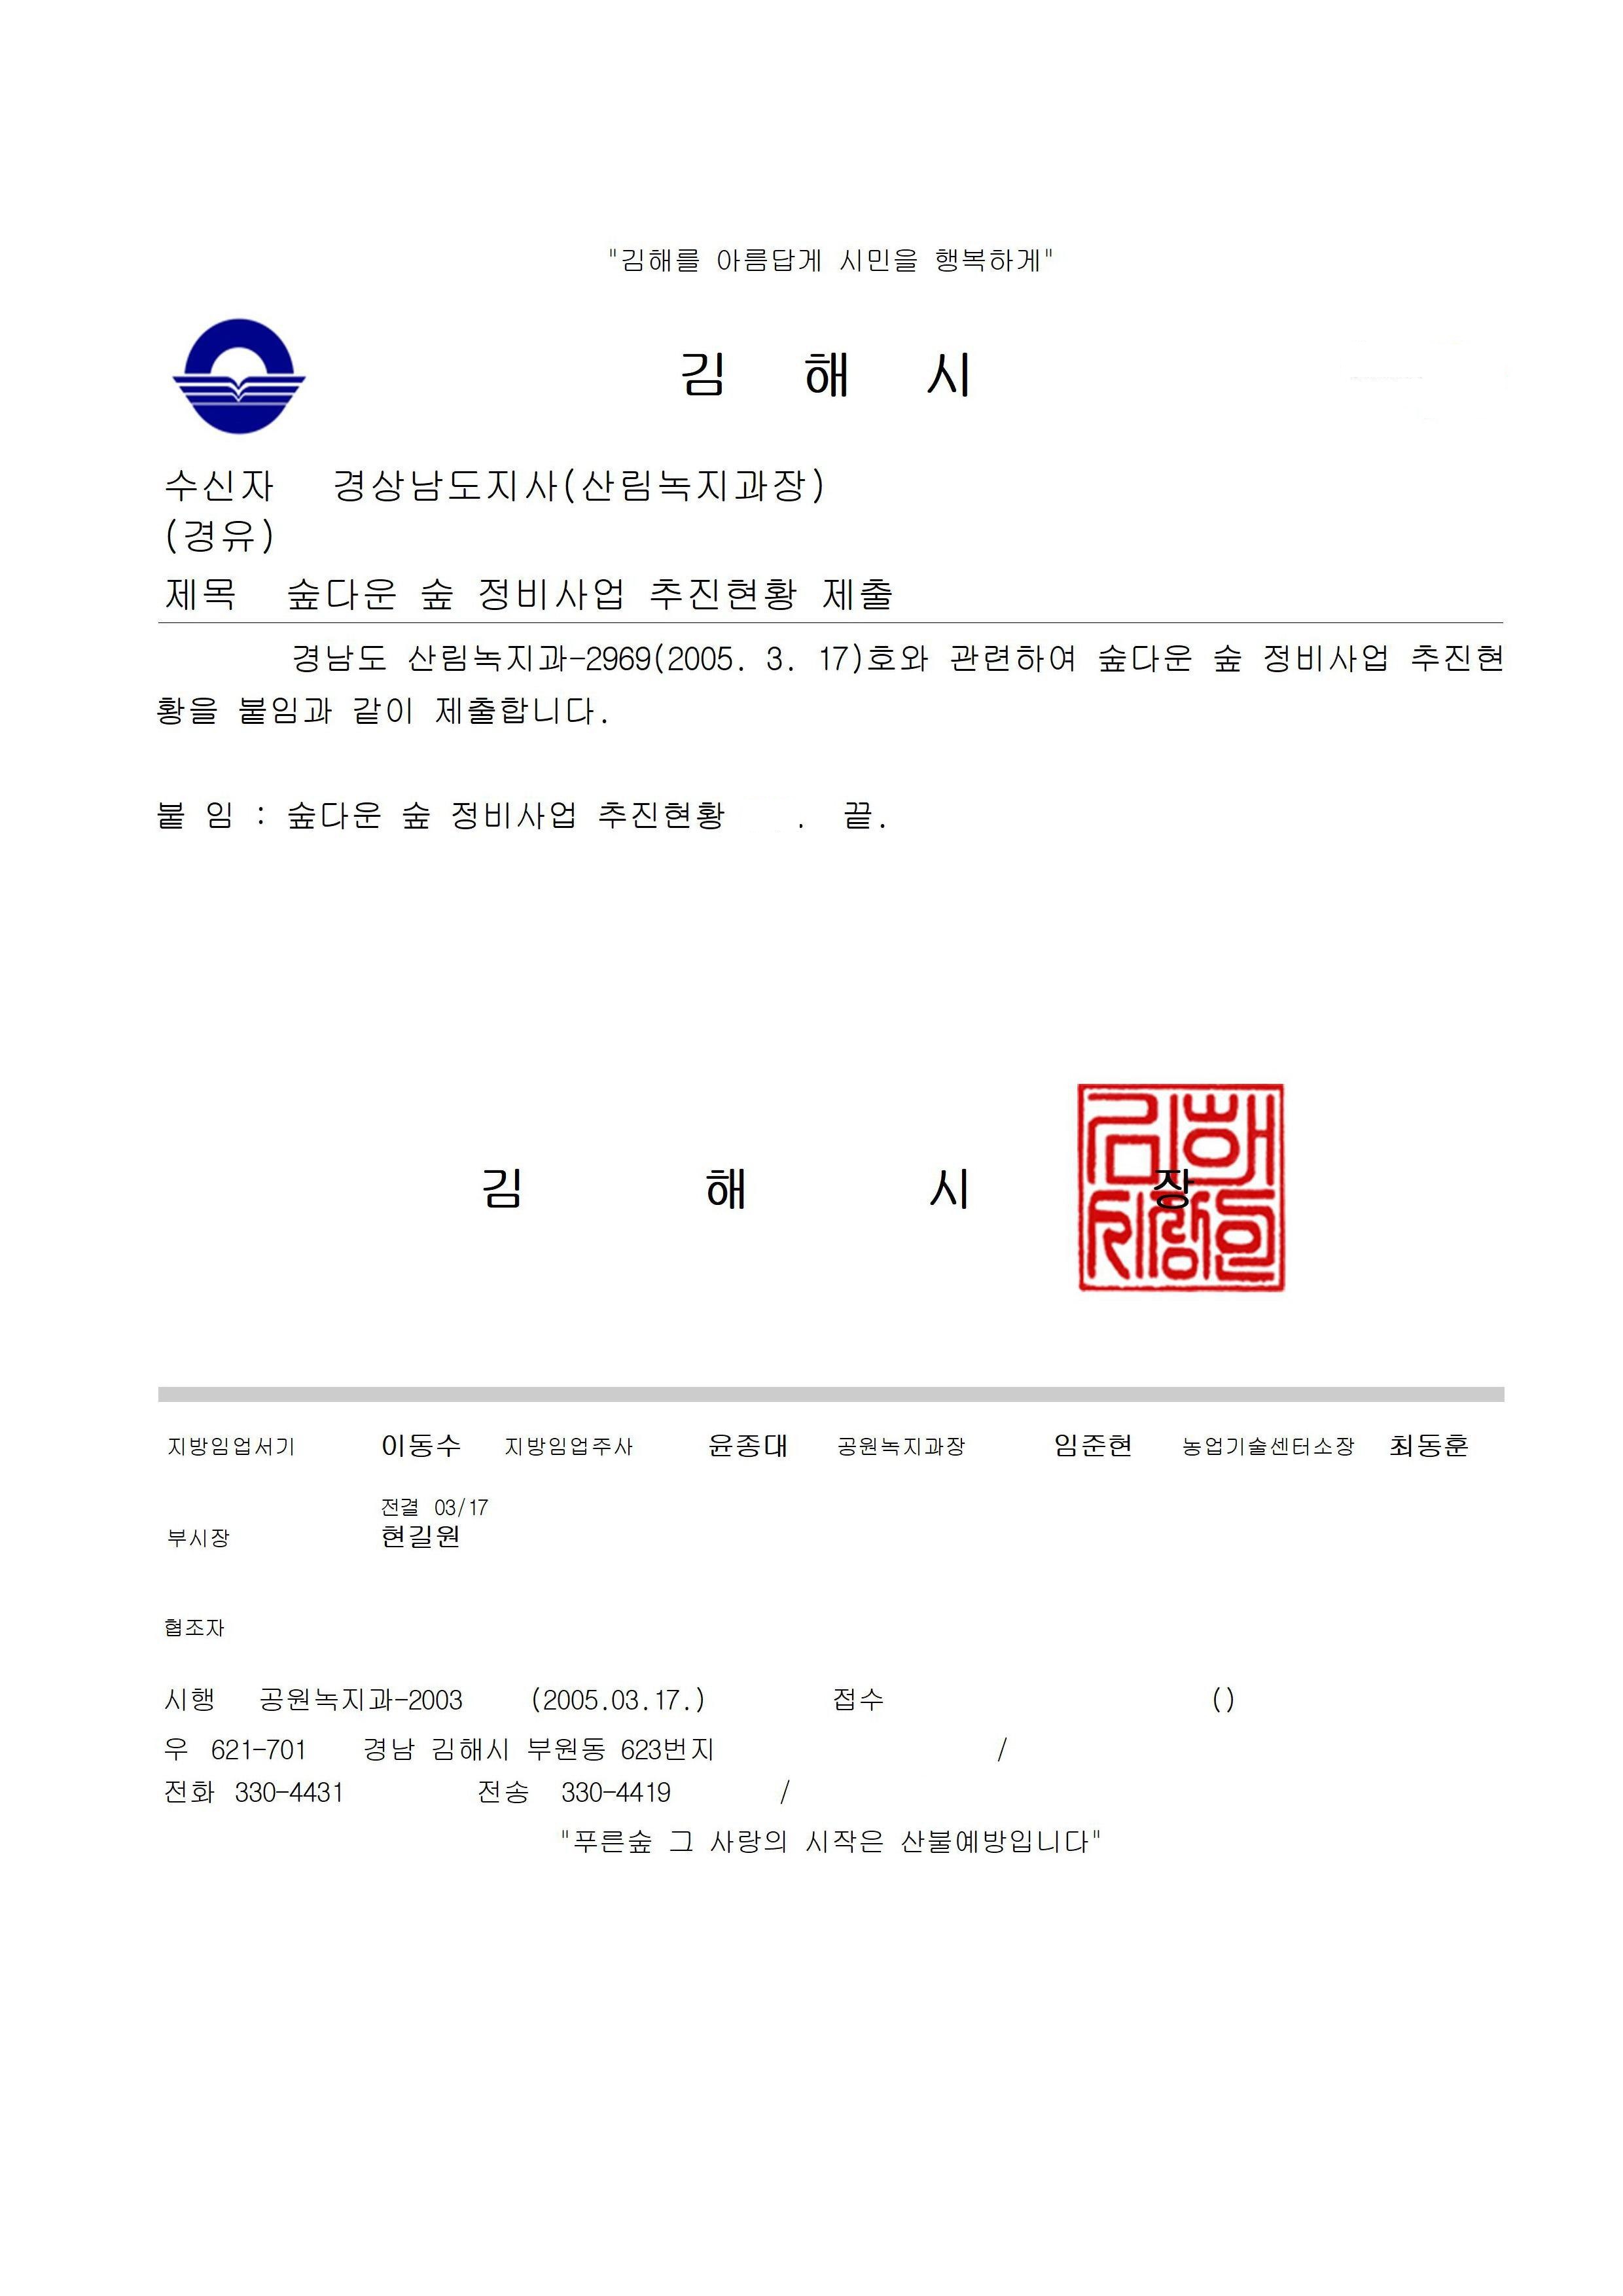 "김해를 아름답게 시민을 행복하게"
김 해 시
수신자 경상남도지사(산림녹지과장)
(경유)
제목 숲다운 숲 정비사업 추진현황 제출
경남도 산림녹지과-2969(2005. 3. 17)호와 관련하여 숲다운 숲 정비사업 추진현
황을 붙임과 같이 제출합니다.
붙 임 : 숲다운 숲 정비사업 추진현황 . 끝.
김 해 시 장
지방임업서기 이동수 지방임업주사 윤종대 공원녹지과장 임준현 농업기술센터소장 최동훈
전결 03/17
부시장 현길원
협조자
시행 공원녹지과-2003 (2005.03.17.) 접수 ()
우 621-701 경남 김해시 부원동 623번지 /
전화 330-4431 전송 330-4419 /
"푸른숲 그 사랑의 시작은 산불예방입니다"